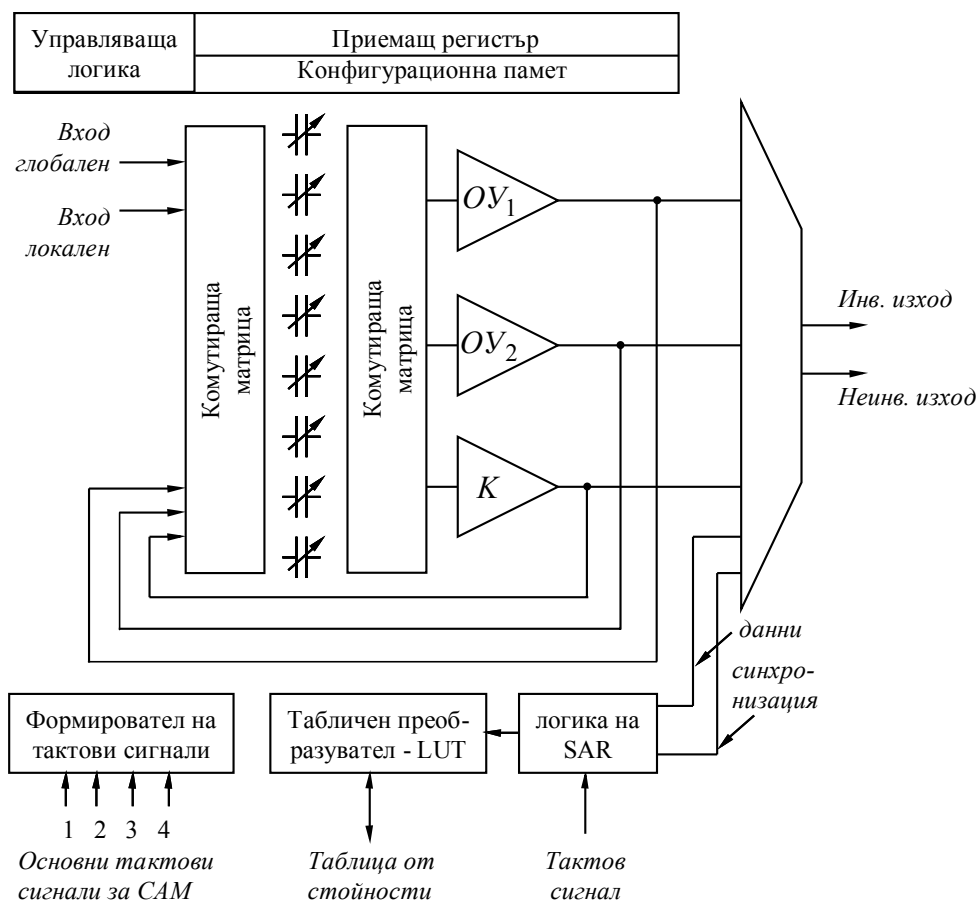 Управляваща
логика
Приемащ регистър
Конфигурационна памет
Вход
глобален
Вход
локален
Комутираща
матрица
Комутираща
матрица
ОУ1
ОУ2
К
Инв. изход
Неинв. изход
данни
синхро-
низация
Формировател на
тактови сигнали
Табличен преоб-
разувател - LUT
логика на
SAR
1 2 3 4
Основни тактови
сигнали за САМ
Таблица от
стойности
Тактов
сигнал